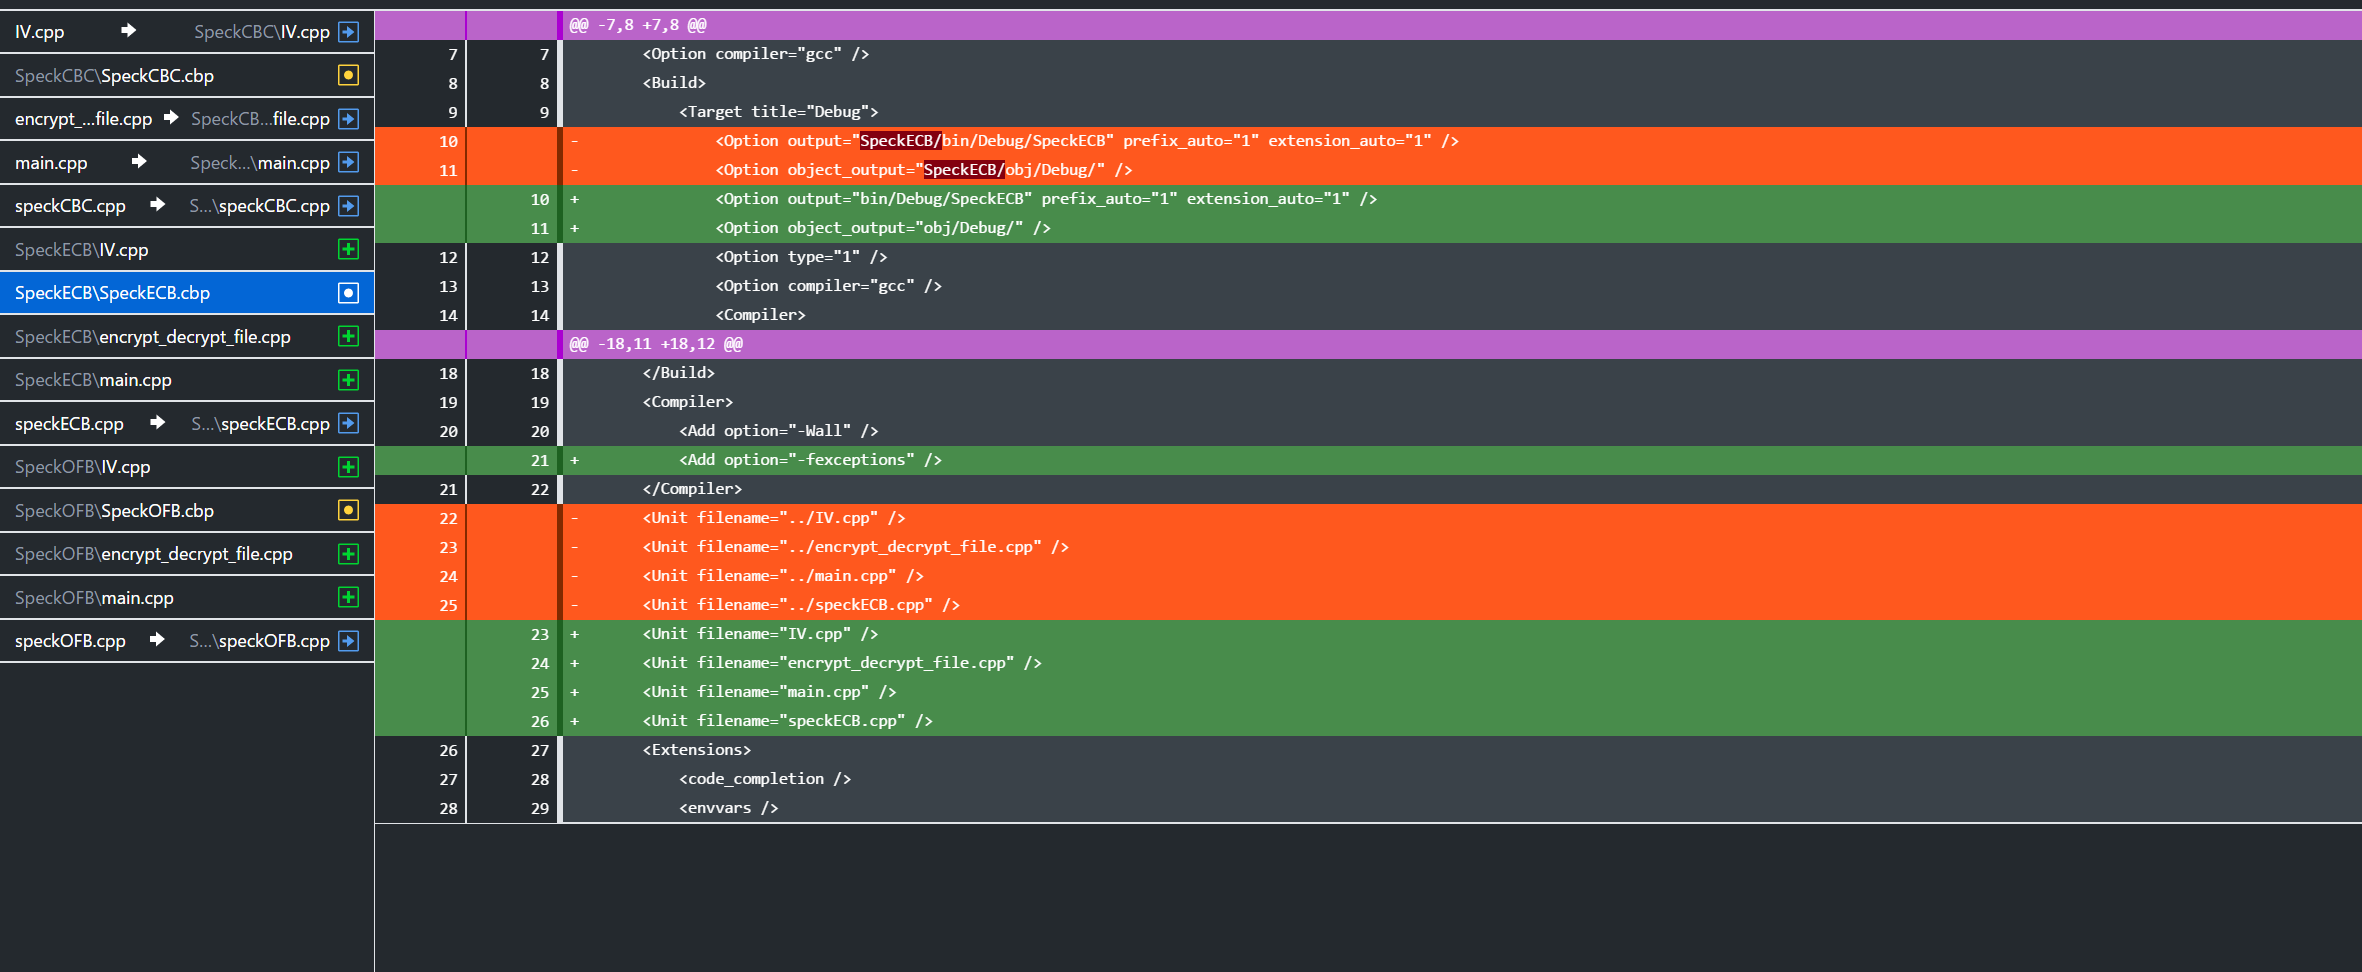 IV.cpp SpeckCBC\IV.cpp
SpeckCBC\SpeckCBC.cbp
encrypt_...file.cpp SpeckCB...file.cpp
main.cpp Speck...\main.cpp
speckCBC.cpp S...\speckCBC.cpp
SpeckECB\IV.cpp
SpeckECB\SpeckECB.cbp
SpeckECB\encrypt_decrypt_file.cpp
SpeckECB\main.cpp
speckECB.cpp S...\speckECB.cpp
SpeckOFB\IV.cpp
SpeckOFB\SpeckOFB.cbp
SpeckOFB\encrypt_decrypt_file.cpp
SpeckOFB\main.cpp
speckOFB.cpp S...\speckOFB.cpp
@@ -7,8 +7,8 @@
7 7 <Option compiler="gcc" />
8 8 <Build>
9 9 <Target title="Debug">
10 - <Option output="SpeckECB/bin/Debug/SpeckECB" prefix_auto="1" extension_auto="1" />
11 - <Option object_output="SpeckECB/obj/Debug/" />
10 + <Option output="bin/Debug/SpeckECB" prefix_auto="1" extension_auto="1" />
11 + <Option object_output="obj/Debug/" />
12 12 <Option type="1" />
13 13 <Option compiler="gcc" />
14 14 <Compiler>
@@ -18,11 +18,12 @@
18 18 </Build>
19 19 <Compiler>
20 20 <Add option="-Wall" />
21 + <Add option="-fexceptions" />
21 22 </Compiler>
22 - <Unit filename="../IV.cpp" />
23 - <Unit filename="../encrypt_decrypt_file.cpp" />
24 - <Unit filename="../main.cpp" />
25 - <Unit filename="../speckECB.cpp" />
23 + <Unit filename="IV.cpp" />
24 + <Unit filename="encrypt_decrypt_file.cpp" />
25 + <Unit filename="main.cpp" />
26 + <Unit filename="speckECB.cpp" />
26 27 <Extensions>
27 28 <code_completion />
28 29 <envvars />